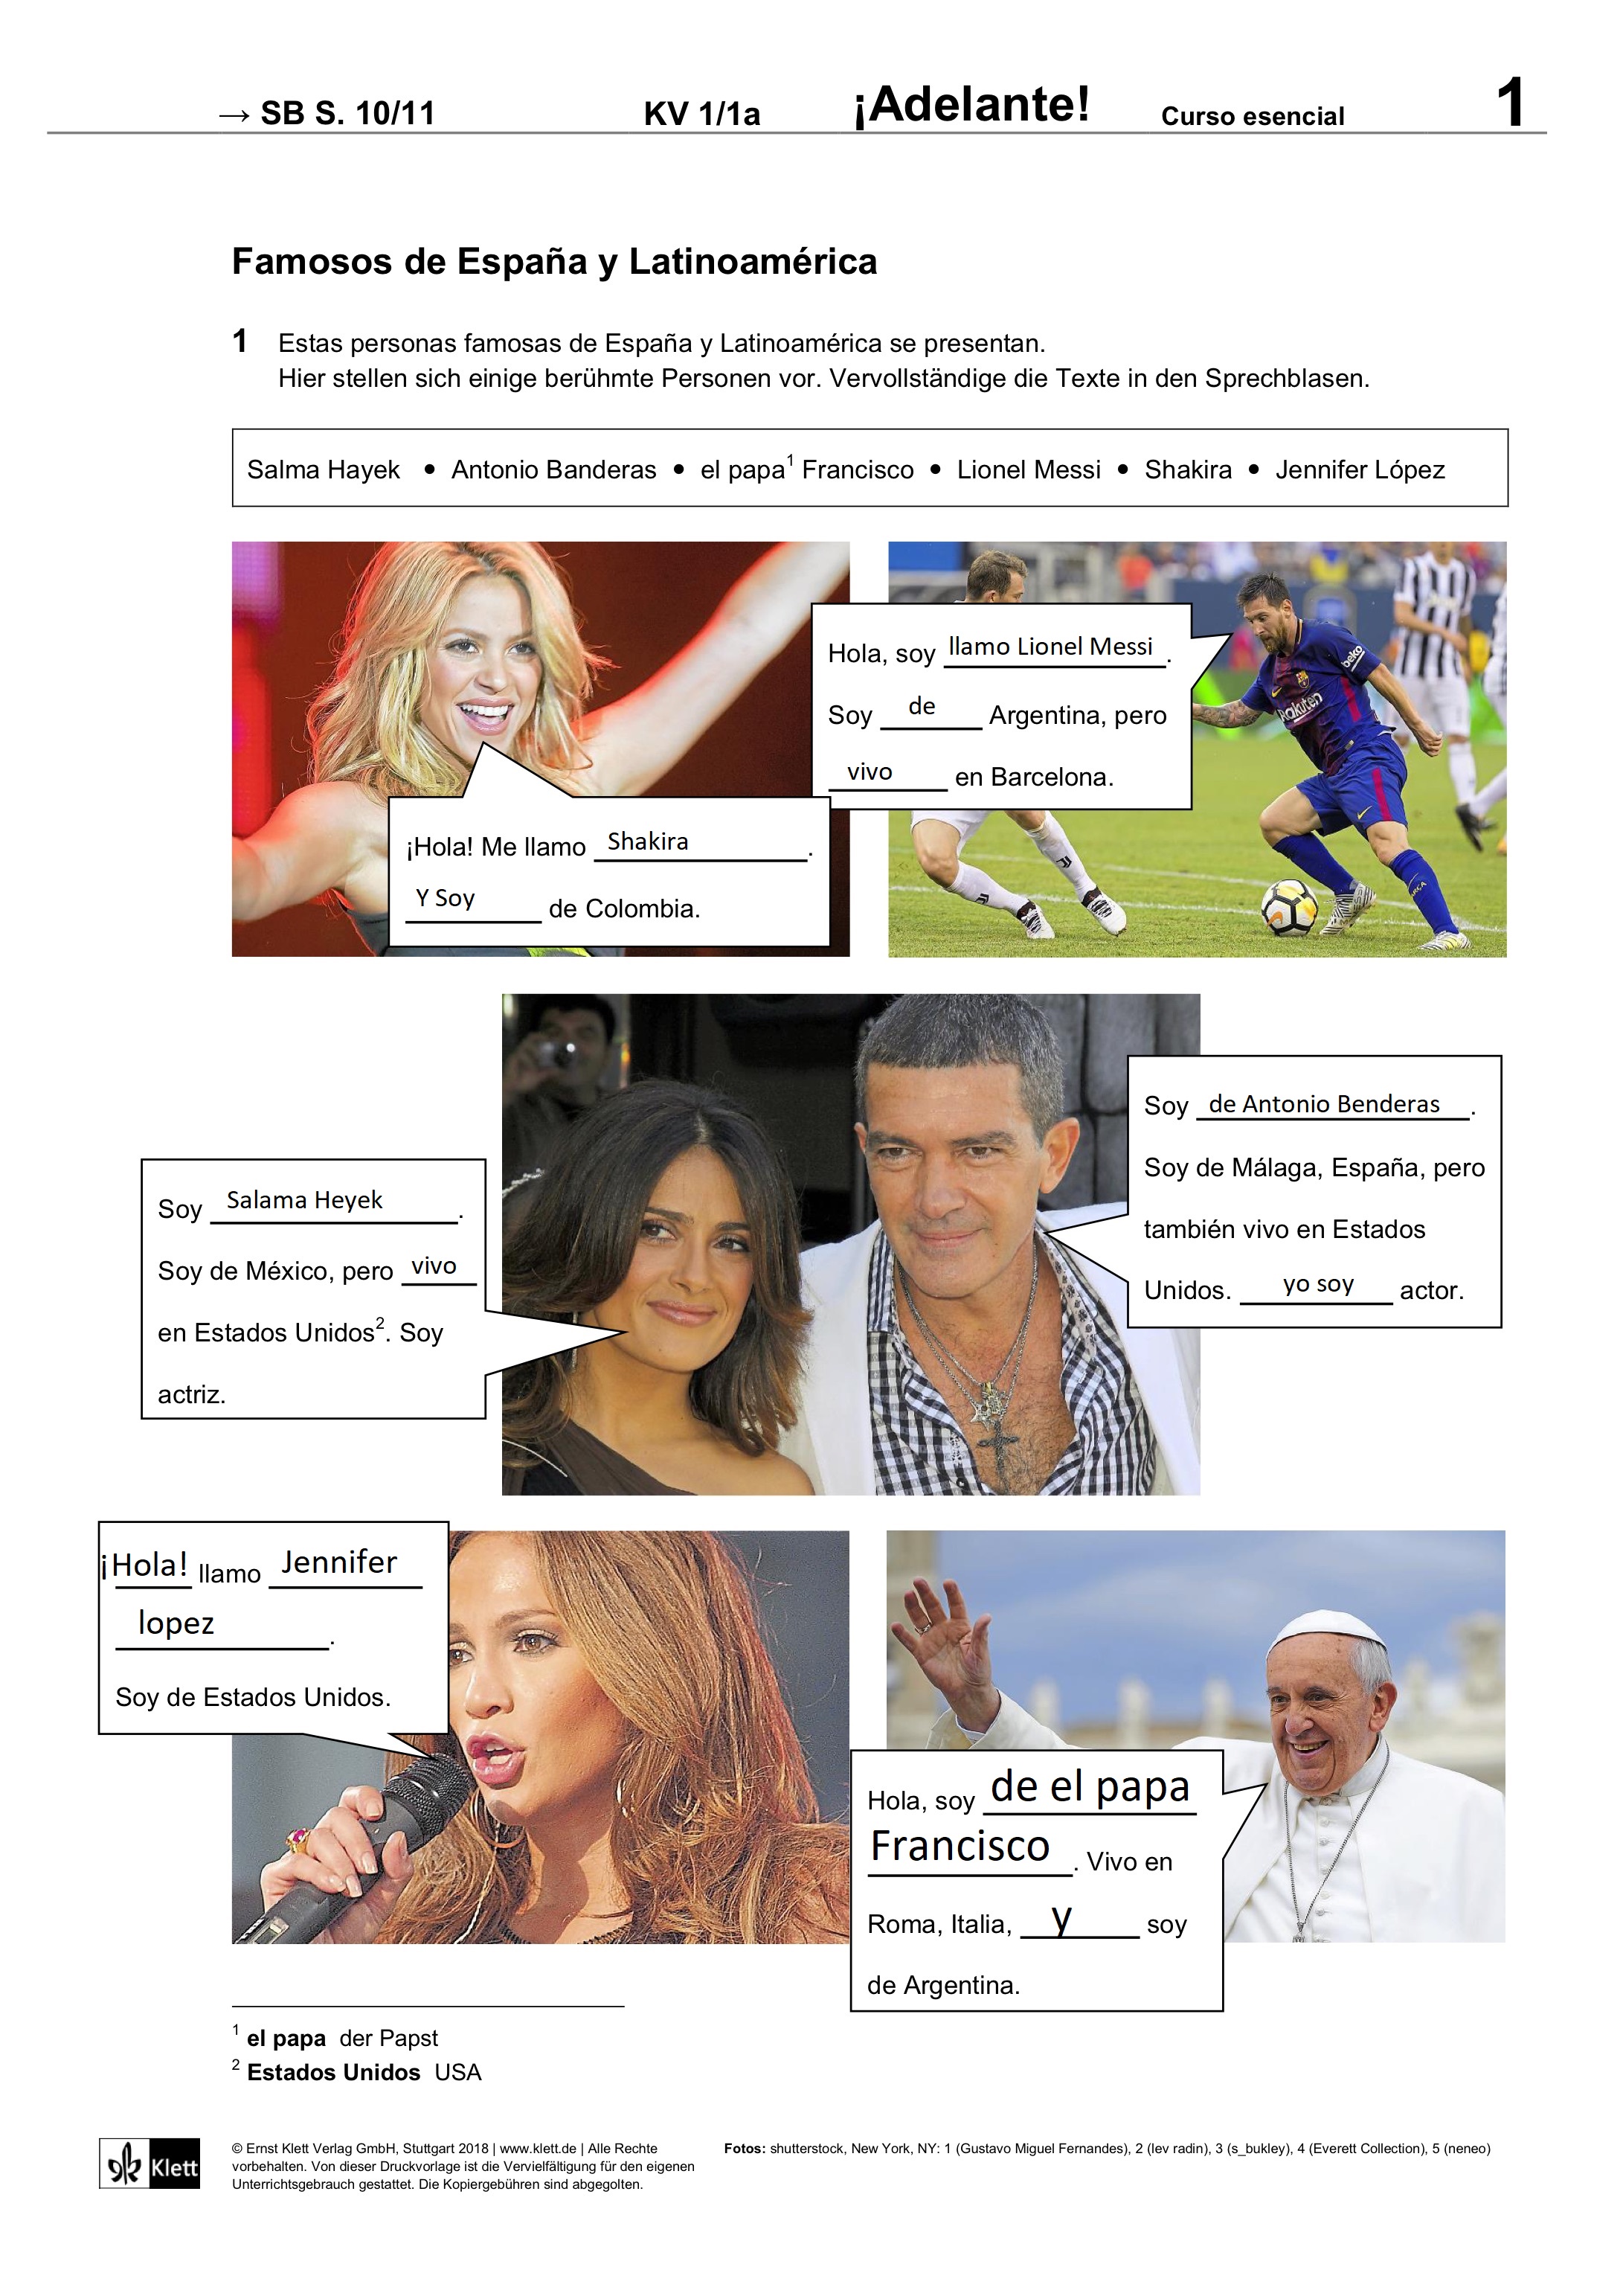 → SB S. 10/11 KV 1/1a ¡Adelante! Curso esencial 1
Famosos de España y Latinoamérica
1 Estas personas famosas de España y Latinoamérica se presentan.
Hier stellen sich einige berühmte Personen vor. Vervollständige die Texte in den Sprechblasen.
Salma Hayek • Antonio Banderas • el papa¹ Francisco • Lionel Messi • Shakira • Jennifer López
Hola, soy llamo Lionel Messi.
Soy de Argentina, pero
vivo en Barcelona.
beko
Rakuten
¡Hola! Me llamo Shakira.
Y Soy de Colombia.
Soy de Antonio Benderas.
Soy de Málaga, España, pero
también vivo en Estados
Unidos. yo soy actor.
Soy Salama Heyek.
Soy de México, pero vivo
en Estados Unidos². Soy
actriz.
¡Hola! llamo Jennifer
lopez.
Soy de Estados Unidos.
Hola, soy de el papa
Francisco. Vivo en
Roma, Italia, y soy
de Argentina.
¹ el papa der Papst
² Estados Unidos USA
Klett
© Ernst Klett Verlag GmbH, Stuttgart 2018 | www.klett.de | Alle Rechte
vorbehalten. Von dieser Druckvorlage ist die Vervielfältigung für den eigenen
Unterrichtsgebrauch gestattet. Die Kopiergebühren sind abgegolten.
Fotos: shutterstock, New York, NY: 1 (Gustavo Miguel Fernandes), 2 (lev radin), 3 (s_bukley), 4 (Everett Collection), 5 (neneo)